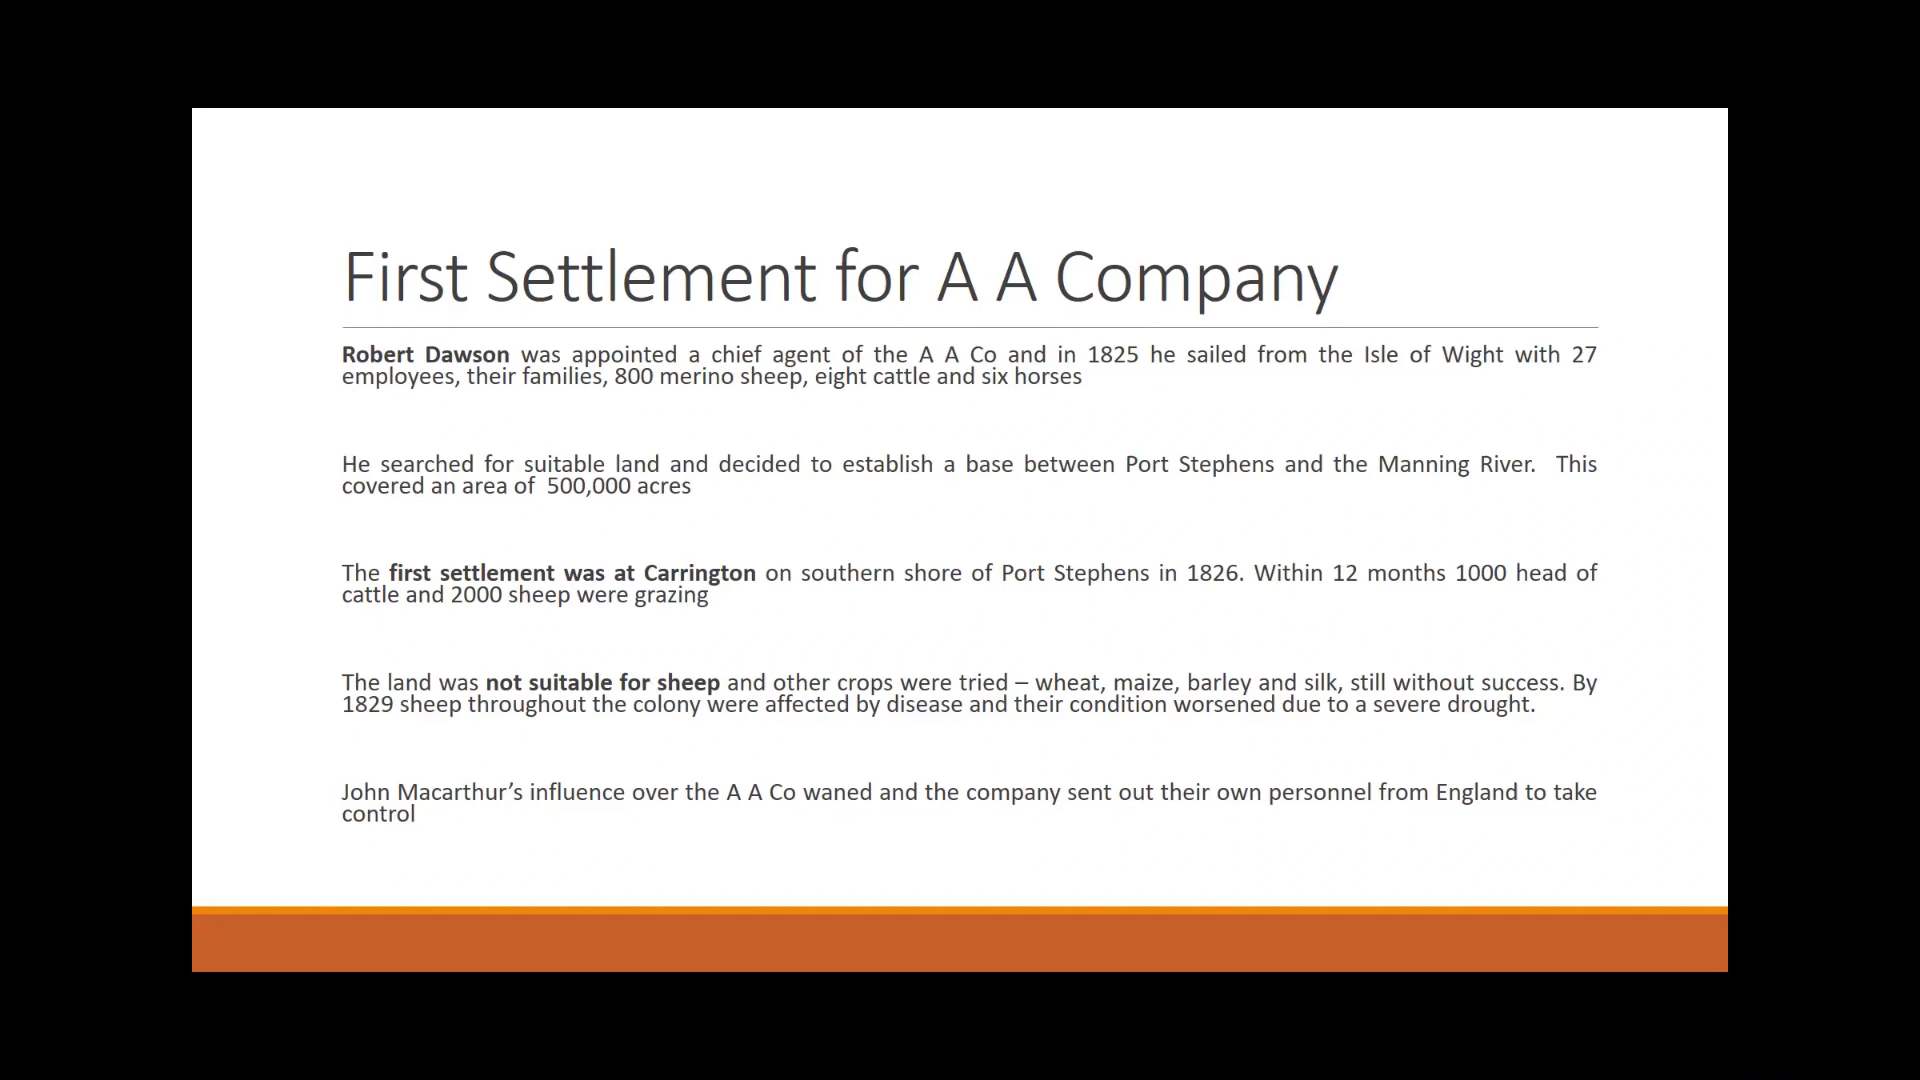 First Settlement for A A Company
Robert Dawson was appointed a chief agent of the A A Co and in 1825 he sailed from the Isle of Wight with 27
employees, their families, 800 merino sheep, eight cattle and six horses
He searched for suitable land and decided to establish a base between Port Stephens and the Manning River.  This
covered an area of  500,000 acres
The first settlement was at Carrington on southern shore of Port Stephens in 1826. Within 12 months 1000 head of
cattle and 2000 sheep were grazing
The land was not suitable for sheep and other crops were tried – wheat, maize, barley and silk, still without success. By
1829 sheep throughout the colony were affected by disease and their condition worsened due to a severe drought.
John Macarthur’s influence over the A A Co waned and the company sent out their own personnel from England to take
control